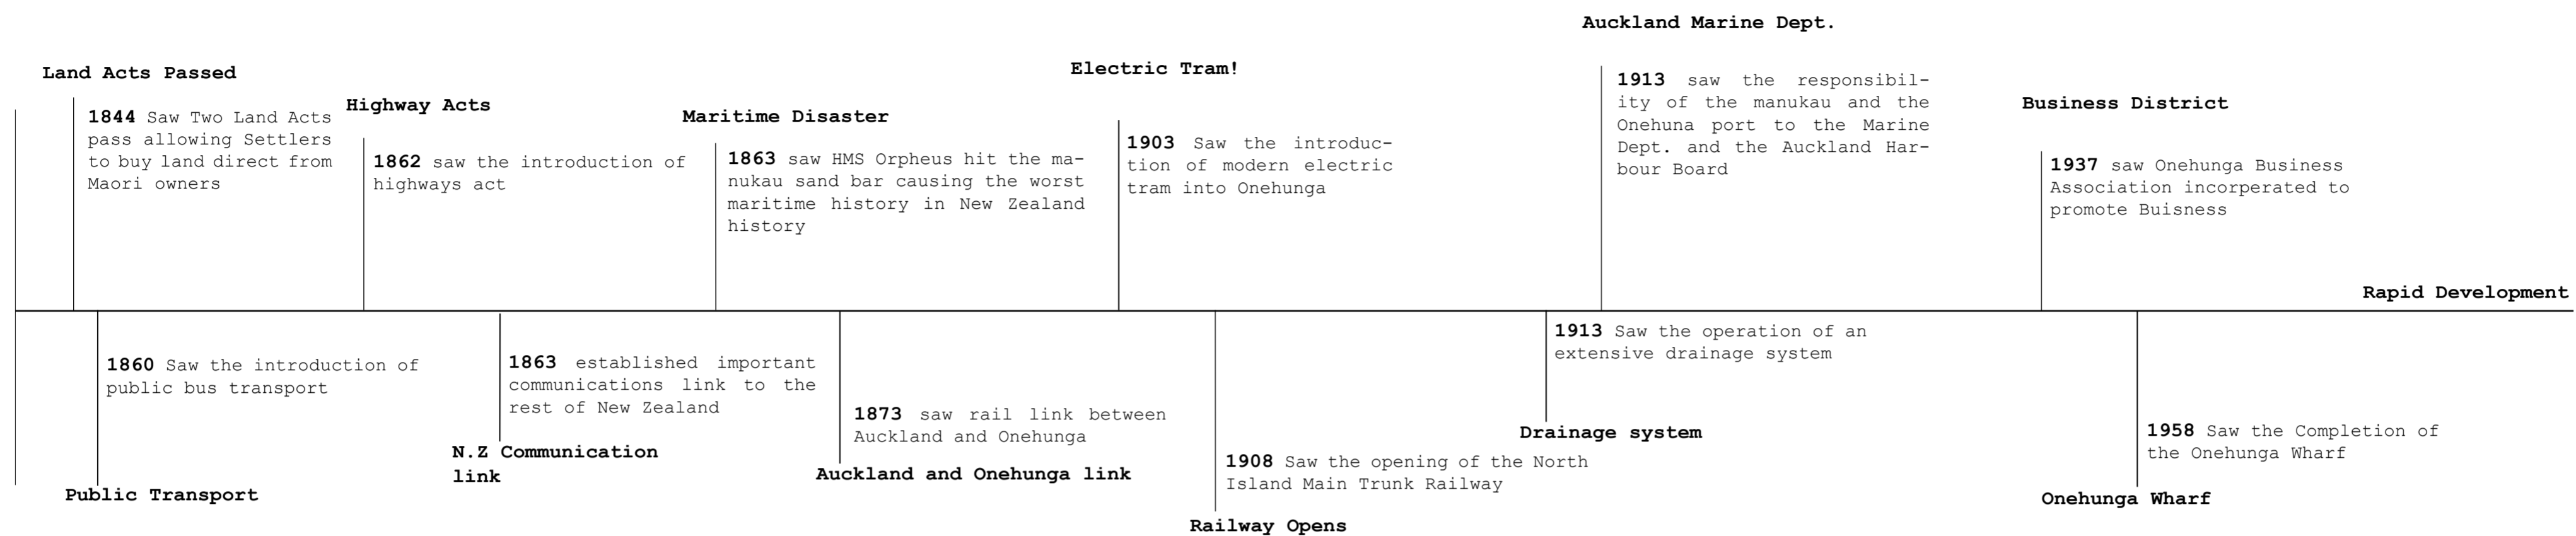 Land Acts Passed
1844 Saw Two Land Acts
pass allowing Settlers
to buy land direct from
Maori owners
Highway Acts
1862 saw the introduction of
highways act
Maritime Disaster
1863 saw HMS Orpheus hit the ma-
nukau sand bar causing the worst
maritime history in New Zealand
history
Electric Tram!
1903 Saw the introduc-
tion of modern electric
tram into Onehunga
Auckland Marine Dept.
1913 saw the responsibil-
ity of the manukau and the
Onehuna port to the Marine
Dept. and the Auckland Har-
bour Board
Business District
1937 saw Onehunga Business
Association incorperated to
promote Buisness
Rapid Development
1860 Saw the introduction of
public bus transport
Public Transport
1863 established important
communications link to the
rest of New Zealand
N.Z Communication
link
1873 saw rail link between
Auckland and Onehunga
Auckland and Onehunga link
1908 Saw the opening of the North
Island Main Trunk Railway
Railway Opens
1913 Saw the operation of an
extensive drainage system
Drainage system
1958 Saw the Completion of
the Onehunga Wharf
Onehunga Wharf